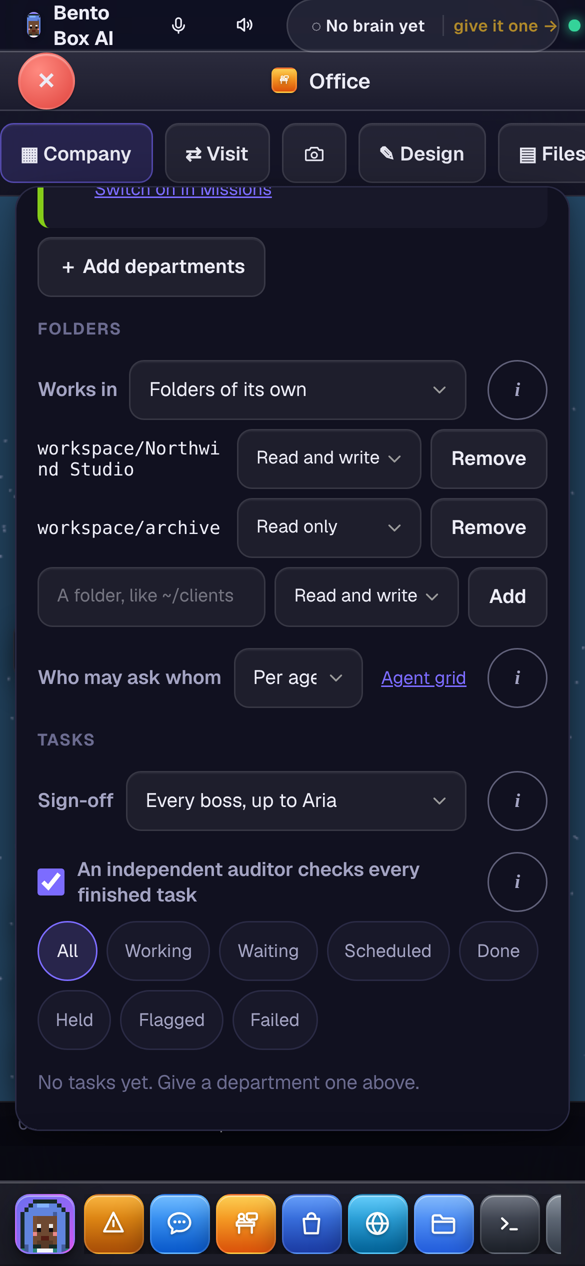 Bento
Box AI
No brain yet
give it one →
Office
Company
Visit
Design
Files
Switch on in Missions
+ Add departments
FOLDERS
Works in
Folders of its own
i
workspace/Northwi
nd Studio
Read and write
Remove
workspace/archive
Read only
Remove
A folder, like ~/clients
Read and write
Add
Who may ask whom
Per age
Agent grid
i
TASKS
Sign-off
Every boss, up to Aria
i
An independent auditor checks every
finished task
i
All
Working
Waiting
Scheduled
Done
Held
Flagged
Failed
No tasks yet. Give a department one above.